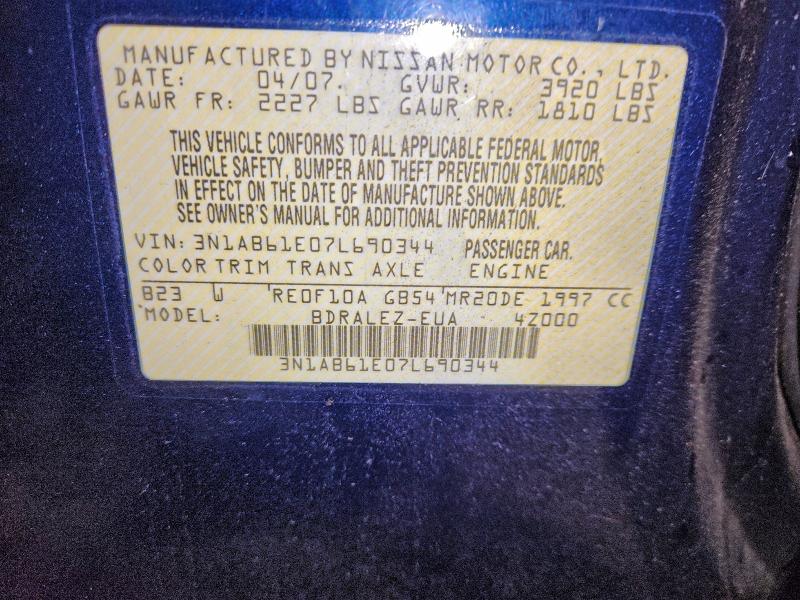 MANUFACTURED BY NISSAN MOTOR CO., LTD.
DATE: 04/07. GVWR: 3920 LBS
GAWR FR: 2227 LBS GAWR RR: 1810 LBS
THIS VEHICLE CONFORMS TO ALL APPLICABLE FEDERAL MOTOR
VEHICLE SAFETY, BUMPER AND THEFT PREVENTION STANDARDS
IN EFFECT ON THE DATE OF MANUFACTURE SHOWN ABOVE.
SEE OWNER'S MANUAL FOR ADDITIONAL INFORMATION.
VIN: 3N1AB61E07L690344 PASSENGER CAR.
COLOR TRIM TRANS AXLE ENGINE
B23 W RE0F10A GB54 MR20DE 1997 CC
MODEL: BDRALEZ-EUA 4Z000
3N1AB61E07L690344